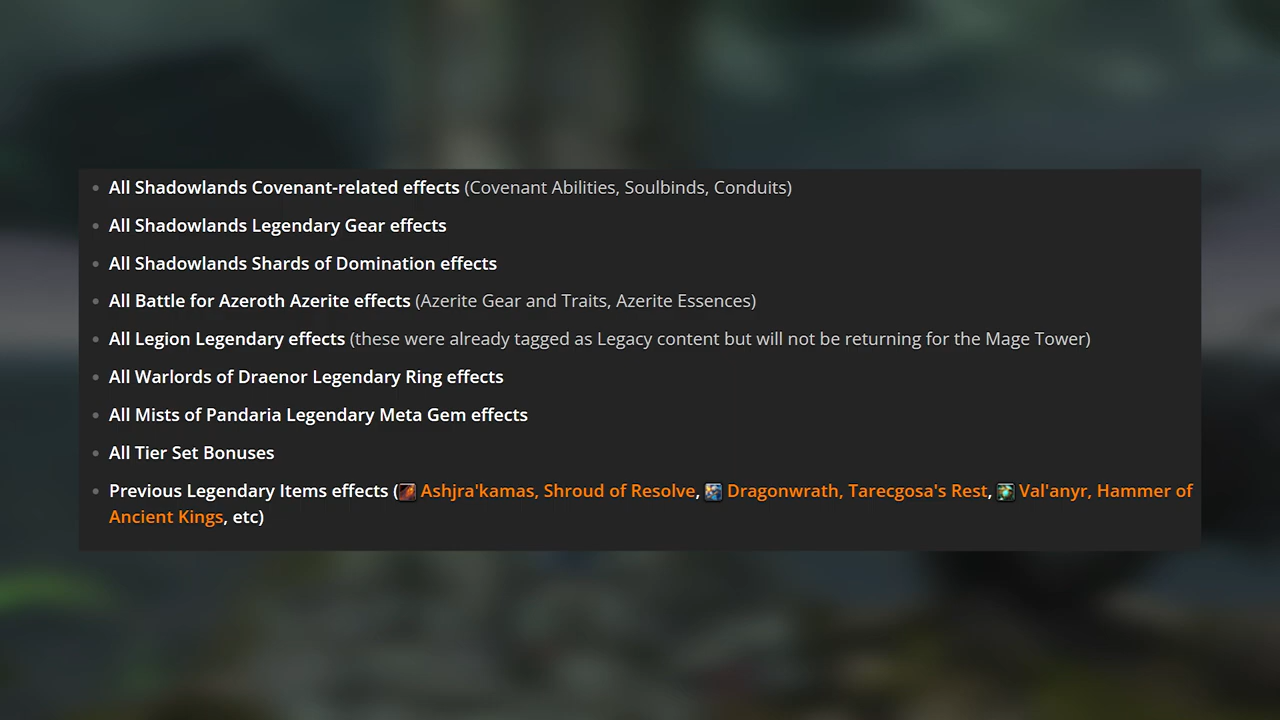 All Shadowlands Covenant-related effects (Covenant Abilities, Soulbinds, Conduits)
All Shadowlands Legendary Gear effects
All Shadowlands Shards of Domination effects
All Battle for Azeroth Azerite effects (Azerite Gear and Traits, Azerite Essences)
All Legion Legendary effects (these were already tagged as Legacy content but will not be returning for the Mage Tower)
All Warlords of Draenor Legendary Ring effects
All Mists of Pandaria Legendary Meta Gem effects
All Tier Set Bonuses
Previous Legendary Items effects (Ashjra'kamas, Shroud of Resolve, Dragonwrath, Tarecgosa's Rest, Val'anyr, Hammer of
Ancient Kings, etc)